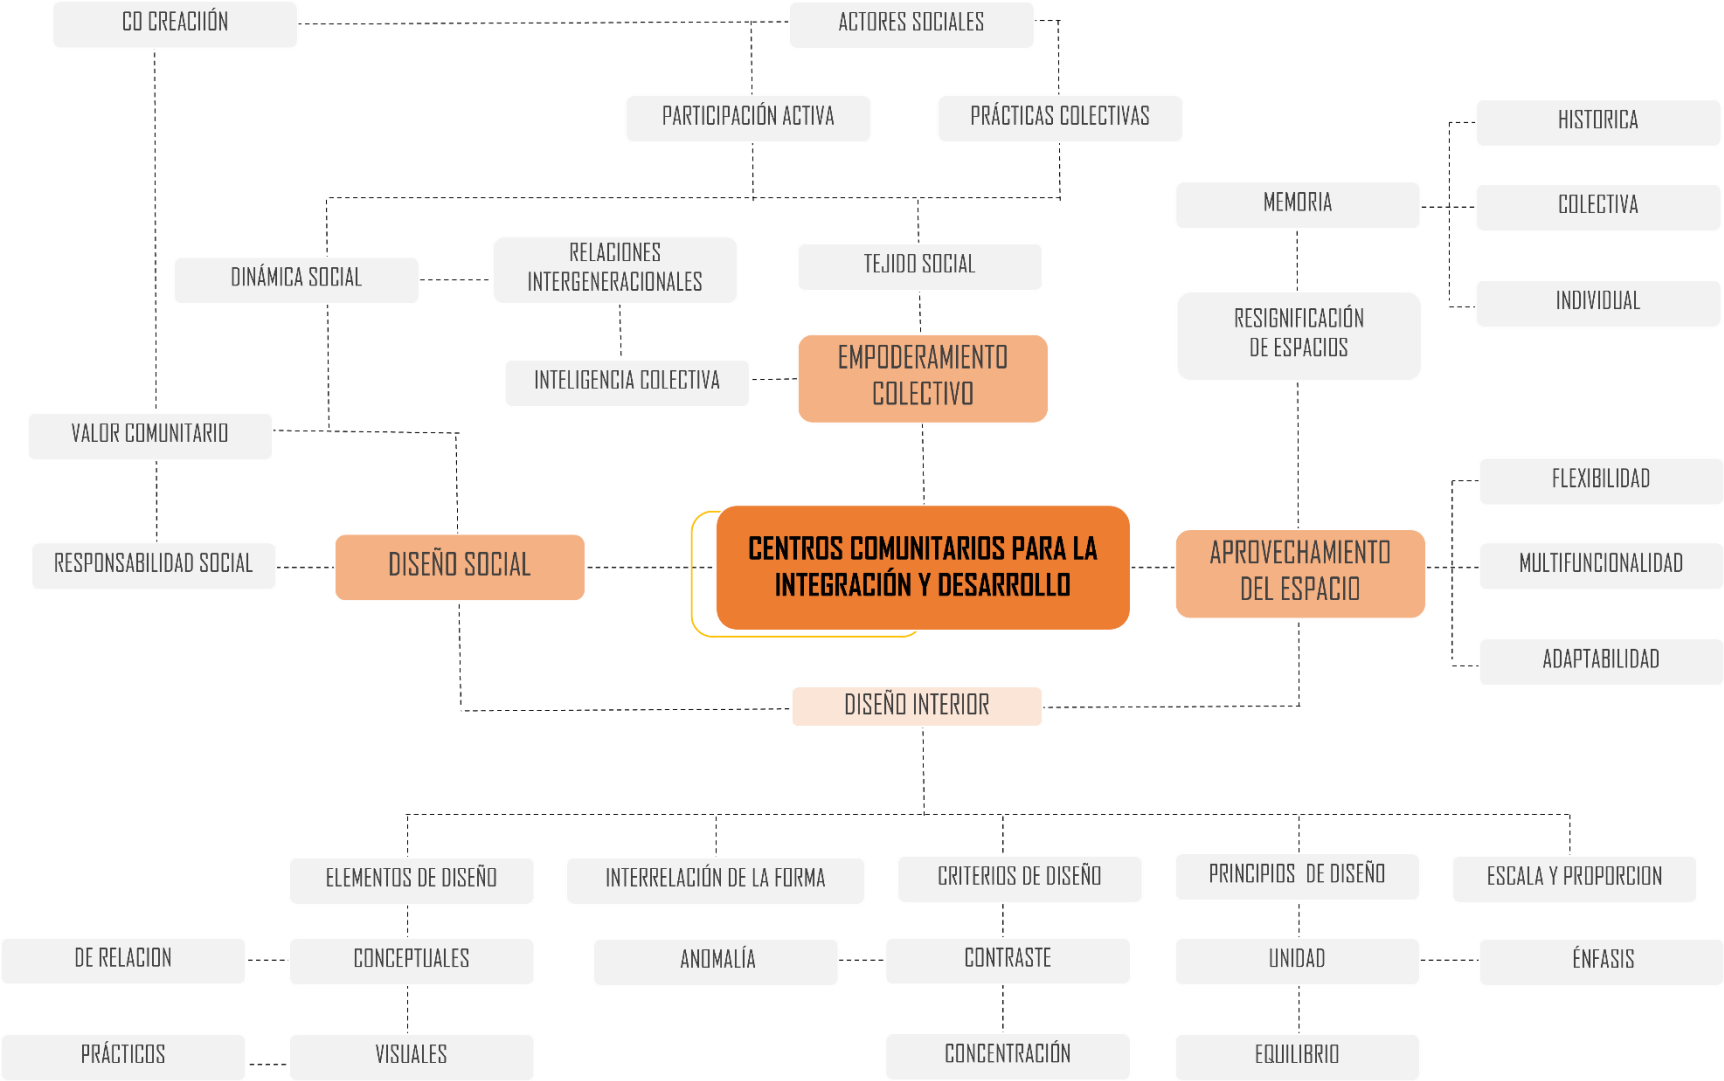 CO CREACIIÓN
ACTORES SOCIALES
PARTICIPACIÓN ACTIVA
PRÁCTICAS COLECTIVAS
HISTORICA
MEMORIA
COLECTIVA
RELACIONES
INTERGENERACIONALES
DINÁMICA SOCIAL
TEJIDO SOCIAL
INDIVIDUAL
RESIGNIFICACIÓN
DE ESPACIOS
EMPODERAMIENTO
COLECTIVO
INTELIGENCIA COLECTIVA
VALOR COMUNITARIO
FLEXIBILIDAD
RESPONSABILIDAD SOCIAL
DISEÑO SOCIAL
CENTROS COMUNITARIOS PARA LA
INTEGRACIÓN Y DESARROLLO
APROVECHAMIENTO
DEL ESPACIO
MULTIFUNCIONALIDAD
ADAPTABILIDAD
DISEÑO INTERIOR
ELEMENTOS DE DISEÑO
INTERRELACIÓN DE LA FORMA
CRITERIOS DE DISEÑO
PRINCIPIOS DE DISEÑO
ESCALA Y PROPORCION
DE RELACION
CONCEPTUALES
ANOMALÍA
CONTRASTE
UNIDAD
ÉNFASIS
PRÁCTICOS
VISUALES
CONCENTRACIÓN
EQUILIBRIO